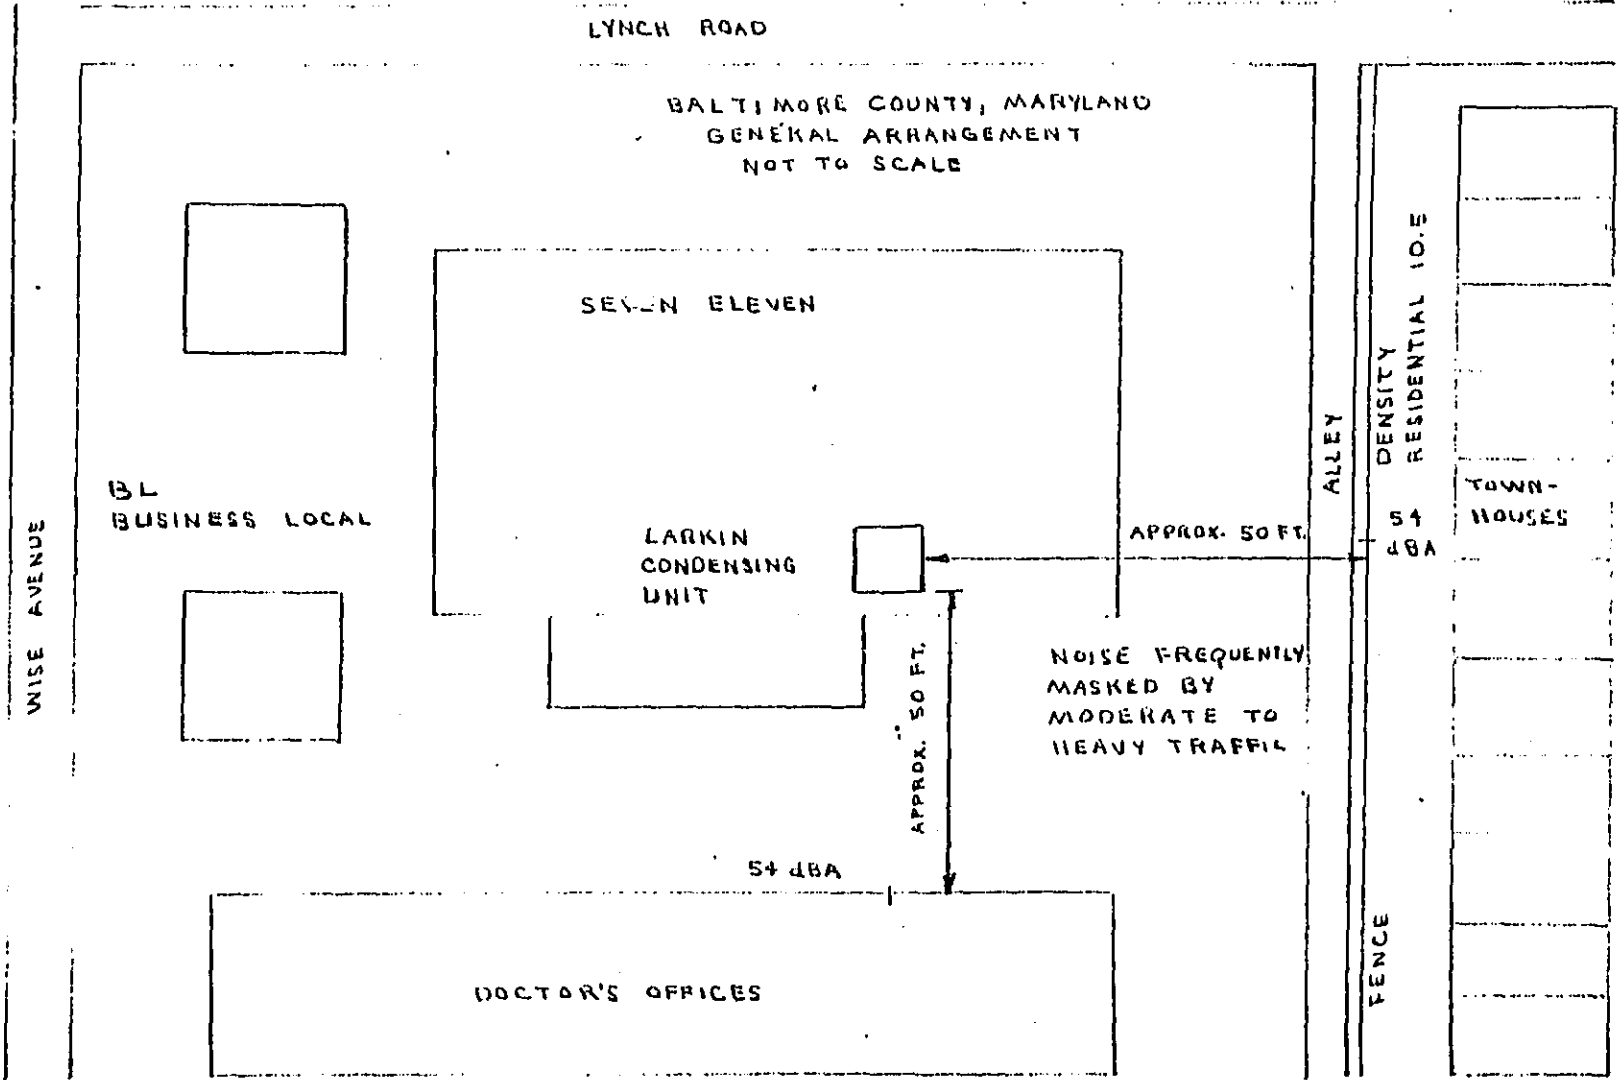 LYNCH ROAD
BALTIMORE COUNTY, MARYLAND
GENERAL ARRANGEMENT
NOT TO SCALE
SEVEN ELEVEN
BL
BUSINESS LOCAL
WISE AVENUE
LARKIN
CONDENSING
UNIT
APPROX. 50 FT.
APPROX. 50 FT.
NOISE FREQUENTLY
MASKED BY
MODERATE TO
HEAVY TRAFFIC
54 dBA
DOCTOR'S OFFICES
ALLEY
DENSITY
RESIDENTIAL 10.5
54
dBA
TOWN-
HOUSES
FENCE